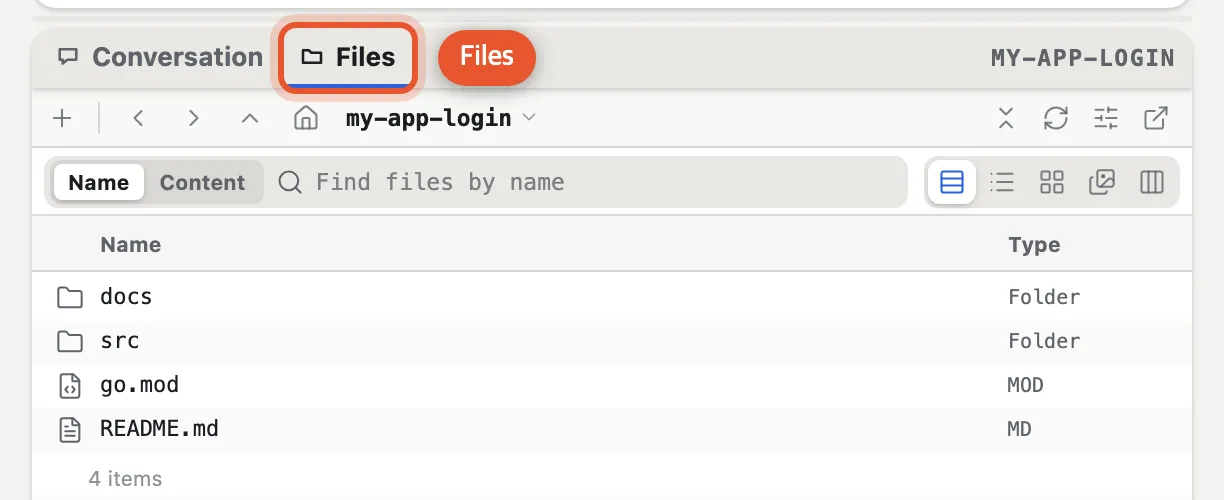 Conversation Files Files MY-APP-LOGIN
my-app-login
Name Content Find files by name
Name Type
docs Folder
src Folder
go.mod MOD
README.md MD
4 items